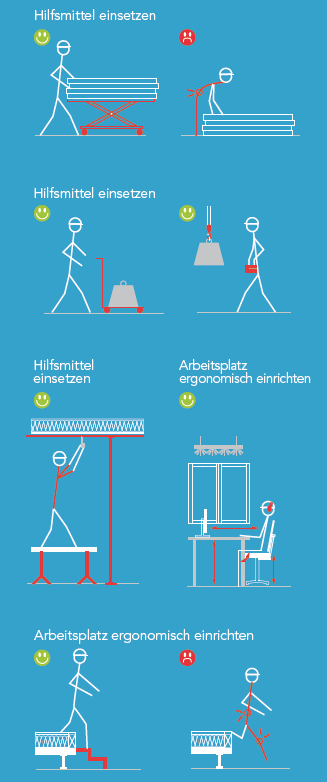 Hilfsmittel einsetzen
Hilfsmittel einsetzen
Hilfsmittel
einsetzen
Arbeitsplatz
ergonomisch einrichten
Arbeitsplatz ergonomisch einrichten